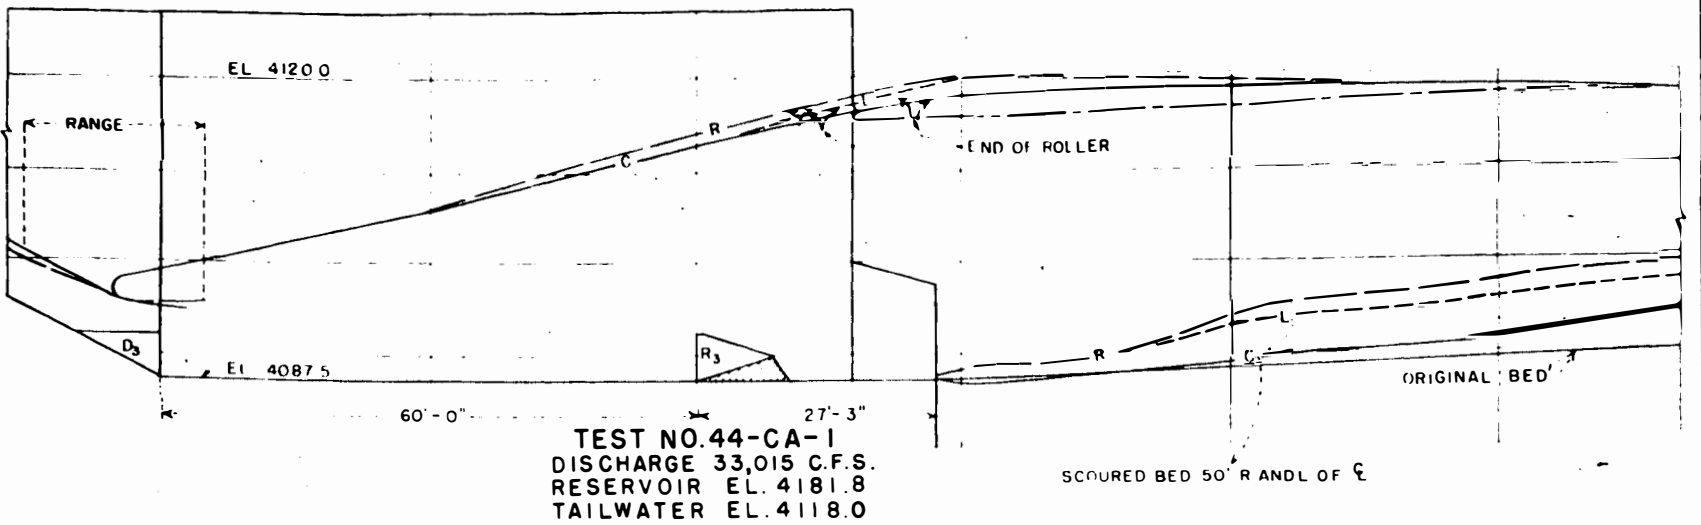 EL 4120 0
RANGE
R
C
L
END OF ROLLER
D3
EL 4087 5
R3
R
L
C
ORIGINAL BED
60'-0"
27'-3"
TEST NO. 44-CA-1
DISCHARGE 33,015 C.F.S.
RESERVOIR EL. 4181.8
TAILWATER EL. 4118.0
SCOURED BED 50' R AND L OF ℄